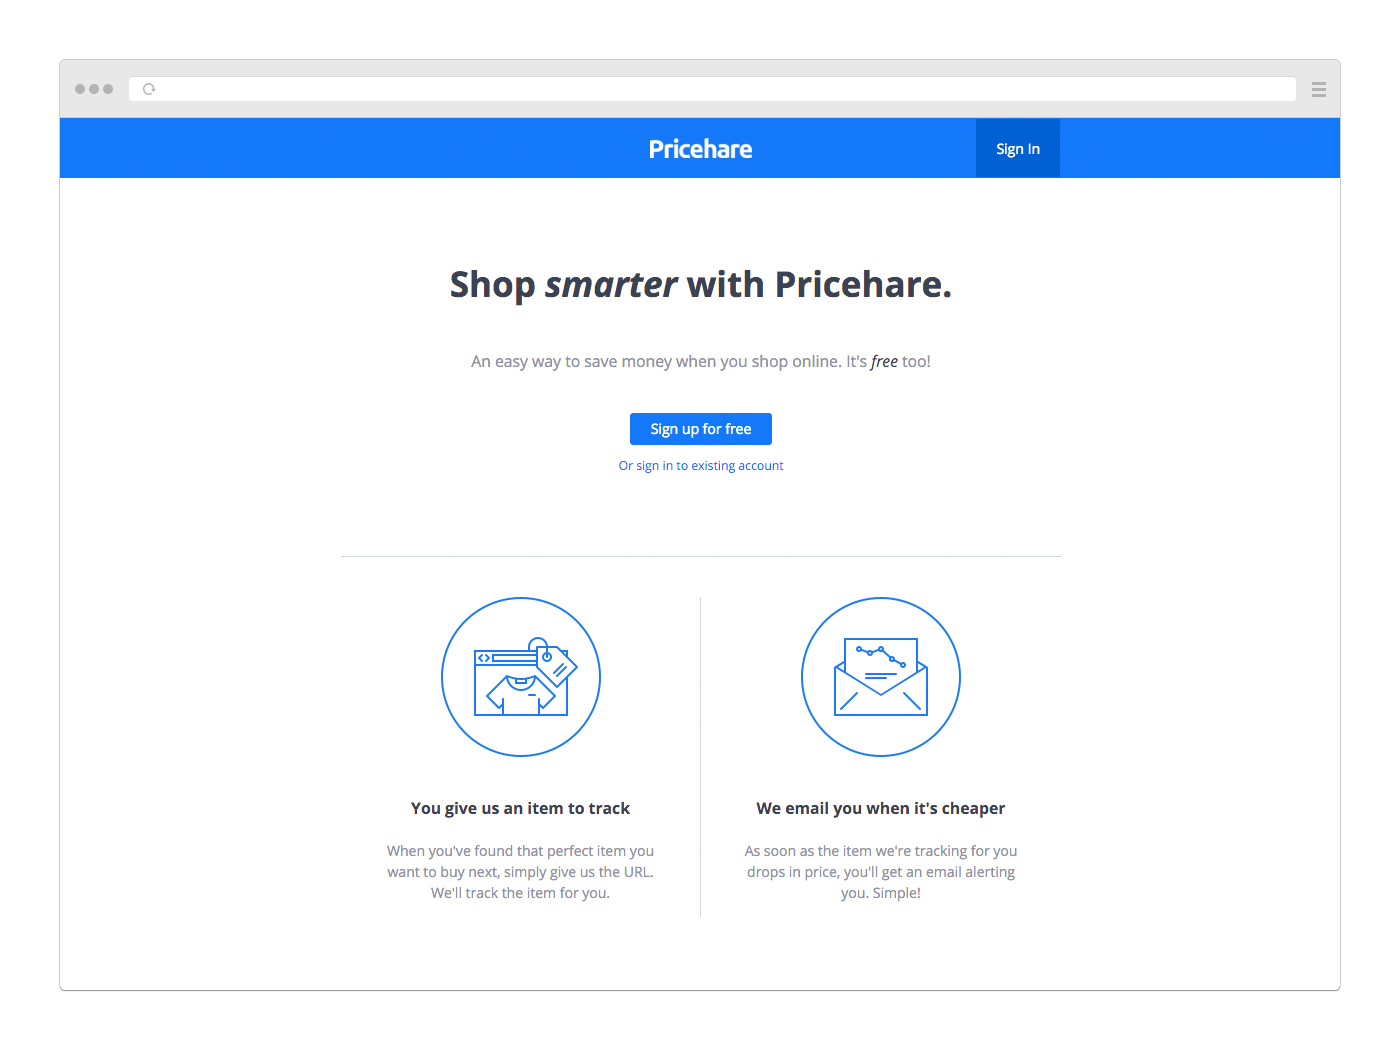 Pricehare
Sign In
Shop smarter with Pricehare.
An easy way to save money when you shop online. It's free too!
Sign up for free
Or sign in to existing account
You give us an item to track
When you've found that perfect item you
want to buy next, simply give us the URL.
We'll track the item for you.
We email you when it's cheaper
As soon as the item we're tracking for you
drops in price, you'll get an email alerting
you. Simple!